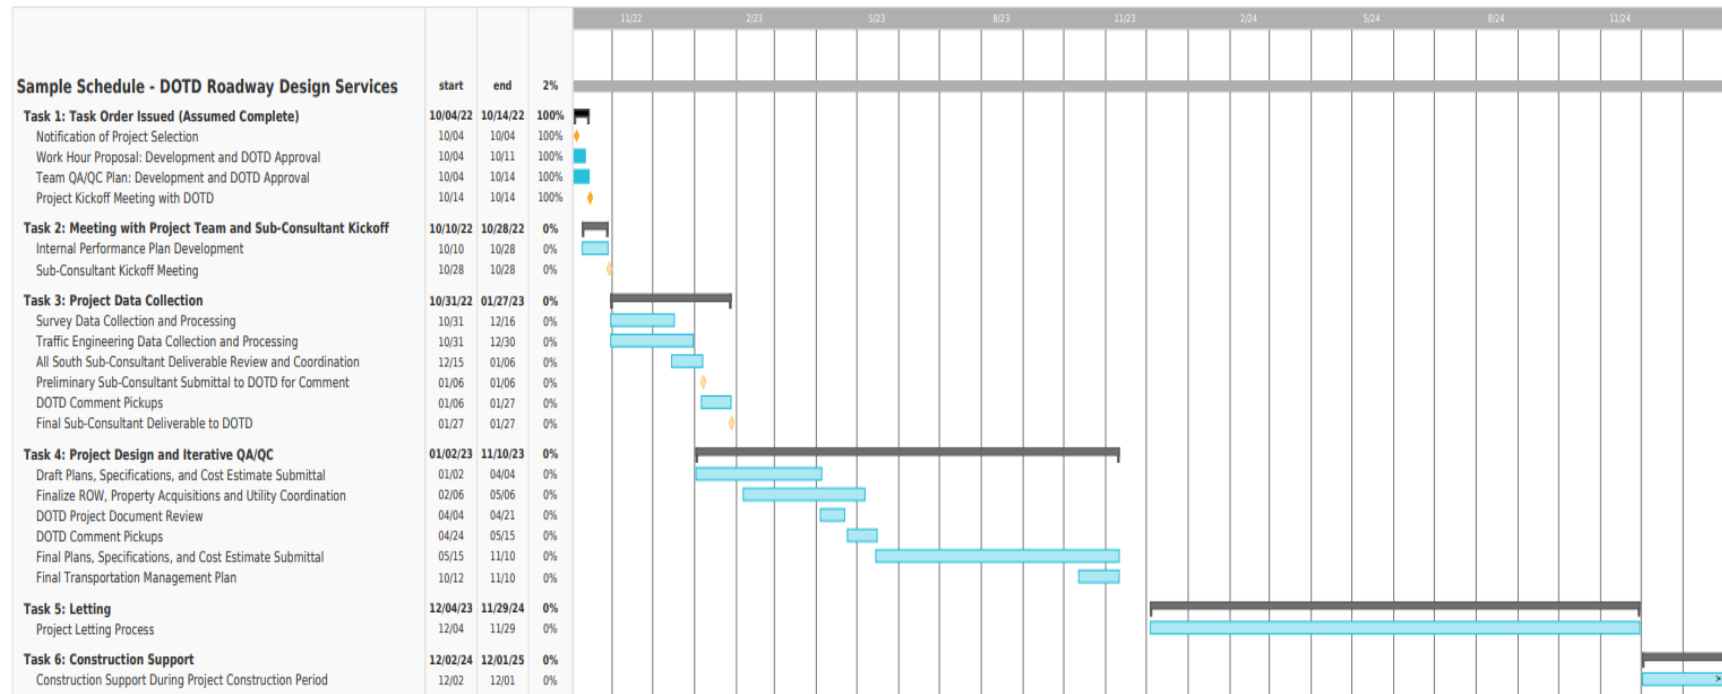 11/22 2/23 5/23 8/23 11/23 2/24 5/24 8/24 11/24
Sample Schedule - DOTD Roadway Design Services start end 2%
Task 1: Task Order Issued (Assumed Complete) 10/04/22 10/14/22 100%
Notification of Project Selection 10/04 10/04 100%
Work Hour Proposal: Development and DOTD Approval 10/04 10/11 100%
Team QA/QC Plan: Development and DOTD Approval 10/04 10/14 100%
Project Kickoff Meeting with DOTD 10/14 10/14 100%
Task 2: Meeting with Project Team and Sub-Consultant Kickoff 10/10/22 10/28/22 0%
Internal Performance Plan Development 10/10 10/28 0%
Sub-Consultant Kickoff Meeting 10/28 10/28 0%
Task 3: Project Data Collection 10/31/22 01/27/23 0%
Survey Data Collection and Processing 10/31 12/16 0%
Traffic Engineering Data Collection and Processing 10/31 12/30 0%
All South Sub-Consultant Deliverable Review and Coordination 12/15 01/06 0%
Preliminary Sub-Consultant Submittal to DOTD for Comment 01/06 01/06 0%
DOTD Comment Pickups 01/06 01/27 0%
Final Sub-Consultant Deliverable to DOTD 01/27 01/27 0%
Task 4: Project Design and Iterative QA/QC 01/02/23 11/10/23 0%
Draft Plans, Specifications, and Cost Estimate Submittal 01/02 04/04 0%
Finalize ROW, Property Acquisitions and Utility Coordination 02/06 05/06 0%
DOTD Project Document Review 04/04 04/21 0%
DOTD Comment Pickups 04/24 05/15 0%
Final Plans, Specifications, and Cost Estimate Submittal 05/15 11/10 0%
Final Transportation Management Plan 10/12 11/10 0%
Task 5: Letting 12/04/23 11/29/24 0%
Project Letting Process 12/04 11/29 0%
Task 6: Construction Support 12/02/24 12/01/25 0%
Construction Support During Project Construction Period 12/02 12/01 0% >